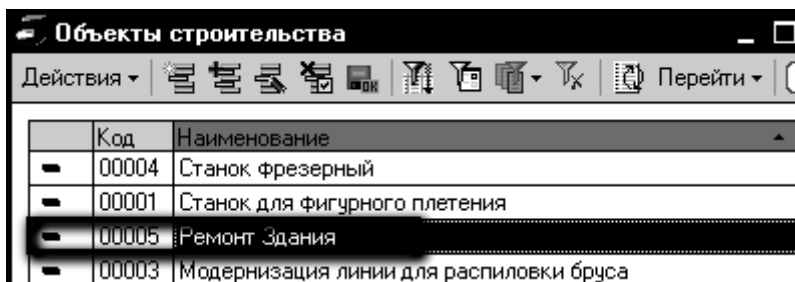 Объекты строительства
Действия Перейти
Код Наименование
00004 Станок фрезерный
00001 Станок для фигурного плетения
00005 Ремонт Здания
00003 Модернизация линии для распиловки бруса